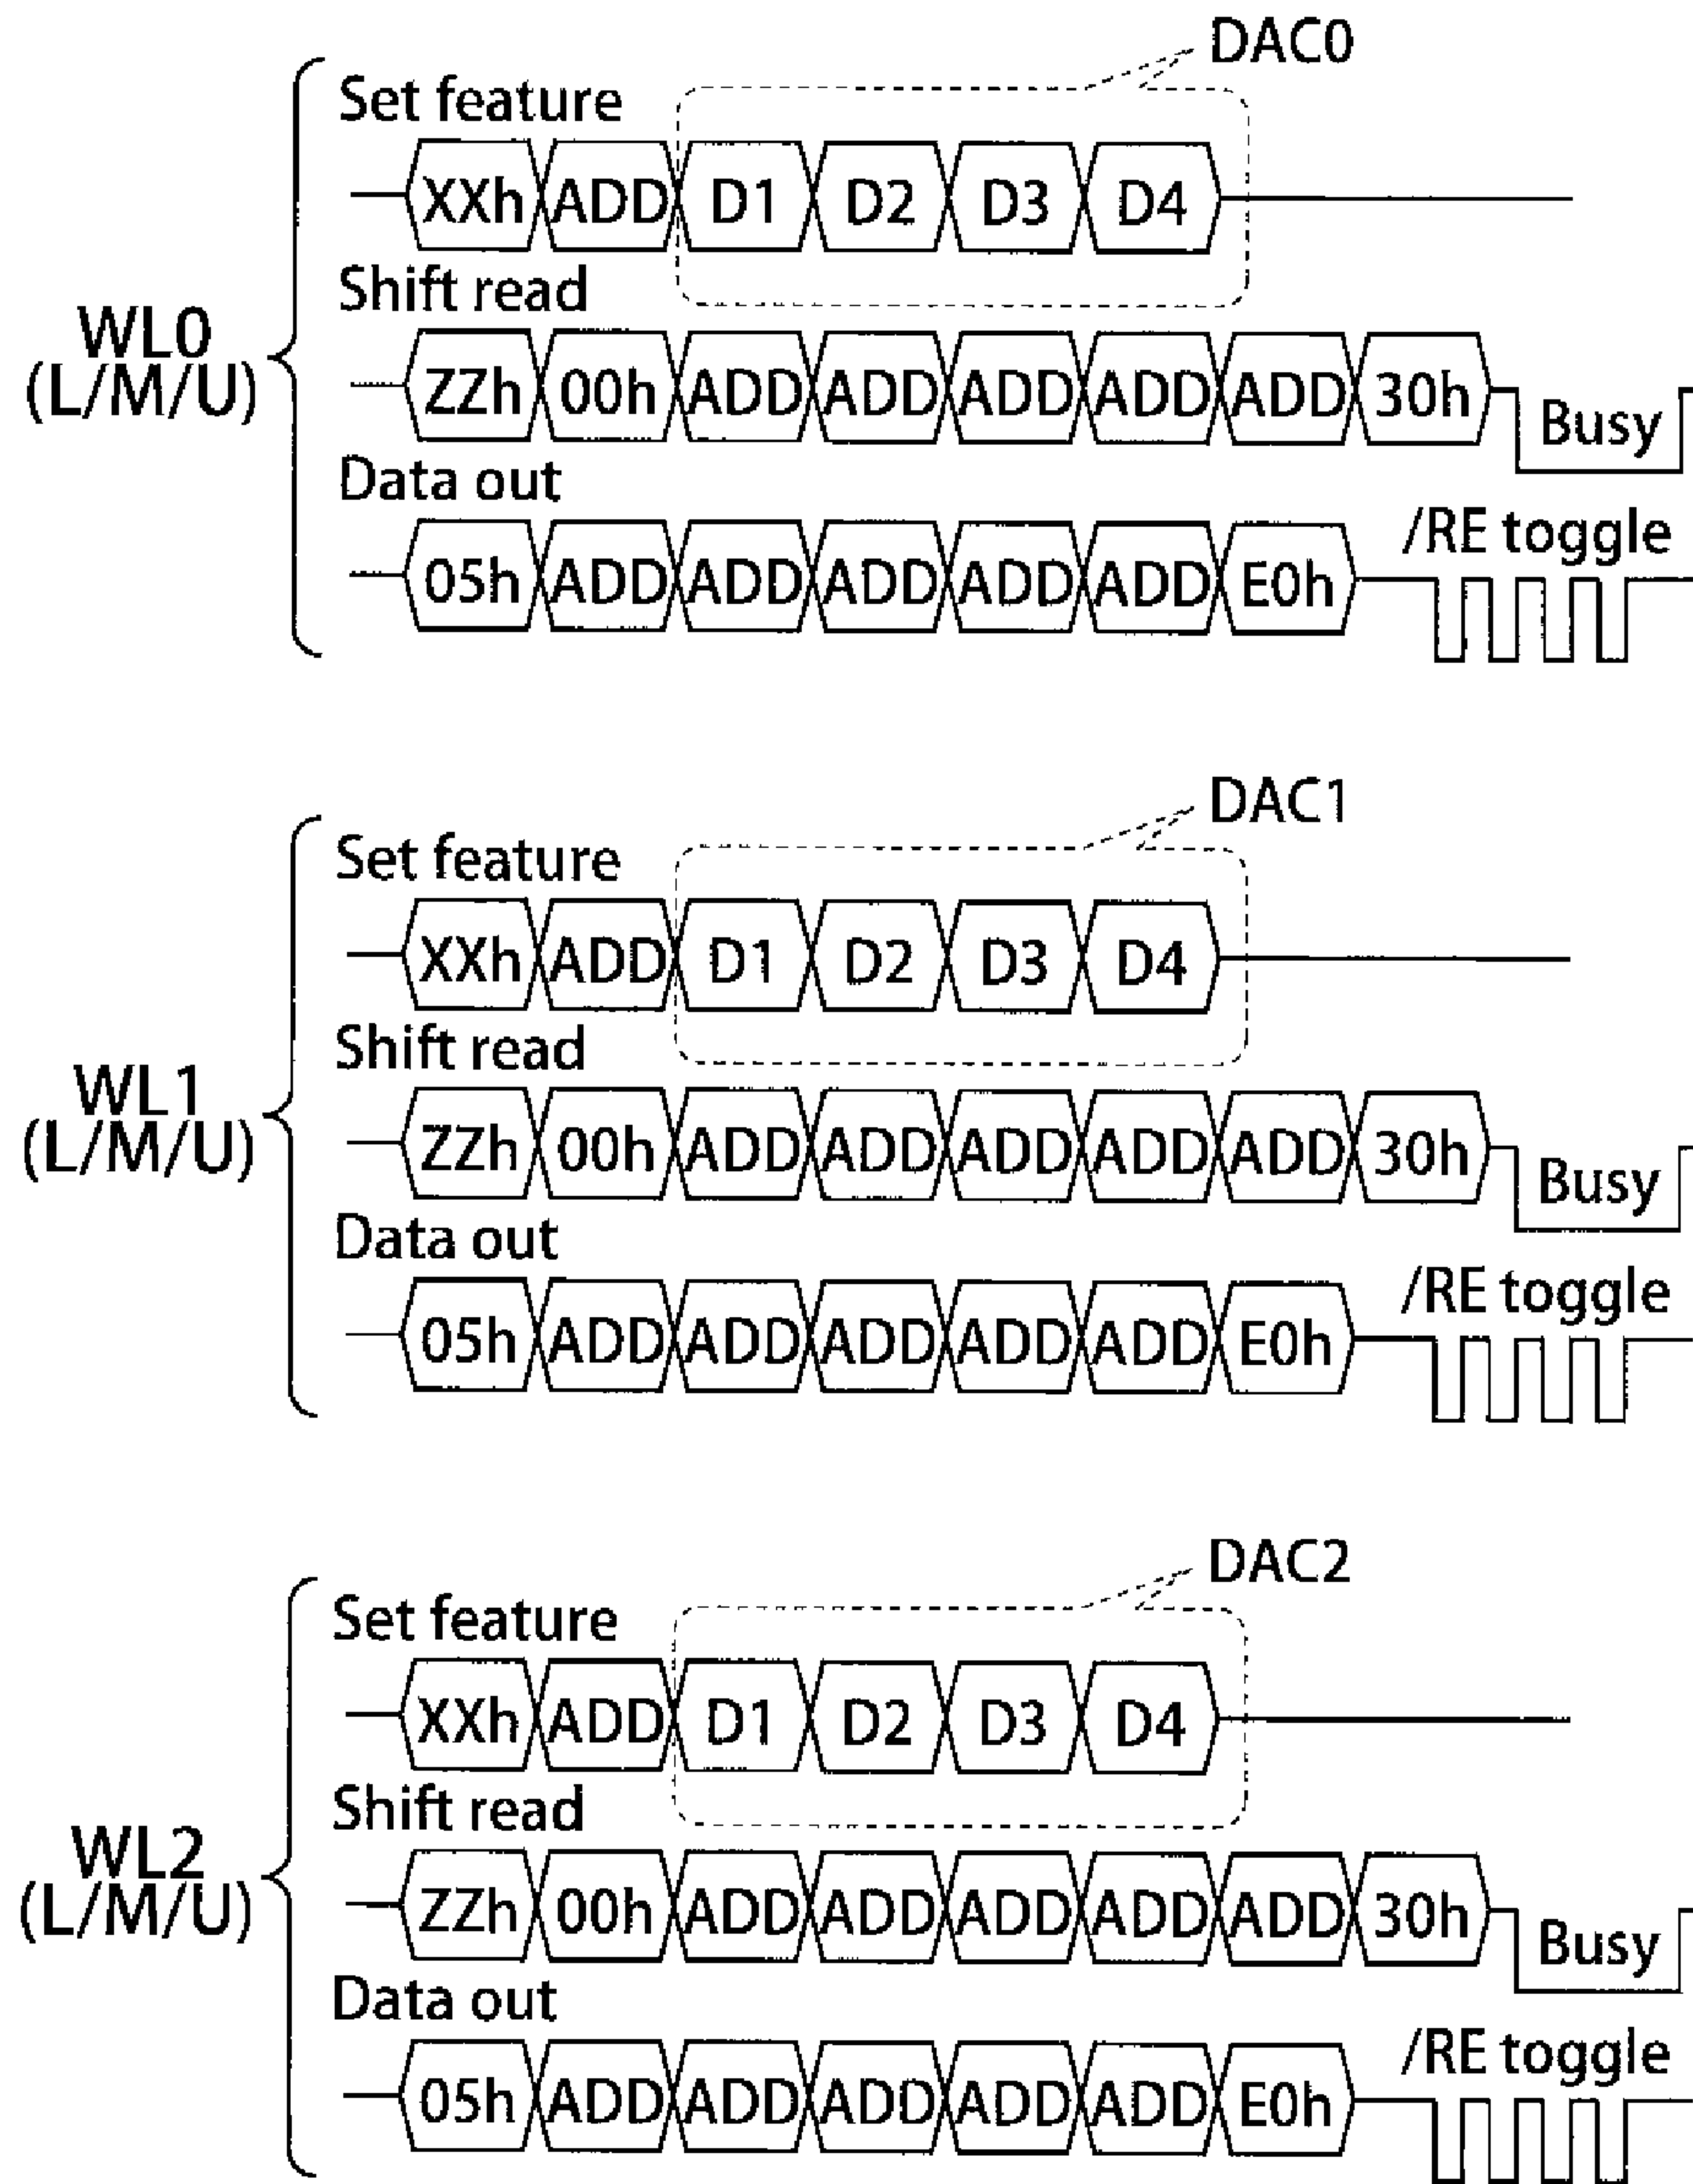 DAC0
Set feature
XXh ADD D1 D2 D3 D4
Shift read
WL0
(L/M/U)
ZZh 00h ADD ADD ADD ADD ADD 30h Busy
Data out
/RE toggle
05h ADD ADD ADD ADD ADD E0h
DAC1
Set feature
XXh ADD D1 D2 D3 D4
Shift read
WL1
(L/M/U)
ZZh 00h ADD ADD ADD ADD ADD 30h Busy
Data out
/RE toggle
05h ADD ADD ADD ADD ADD E0h
DAC2
Set feature
XXh ADD D1 D2 D3 D4
Shift read
WL2
(L/M/U)
ZZh 00h ADD ADD ADD ADD ADD 30h Busy
Data out
/RE toggle
05h ADD ADD ADD ADD ADD E0h